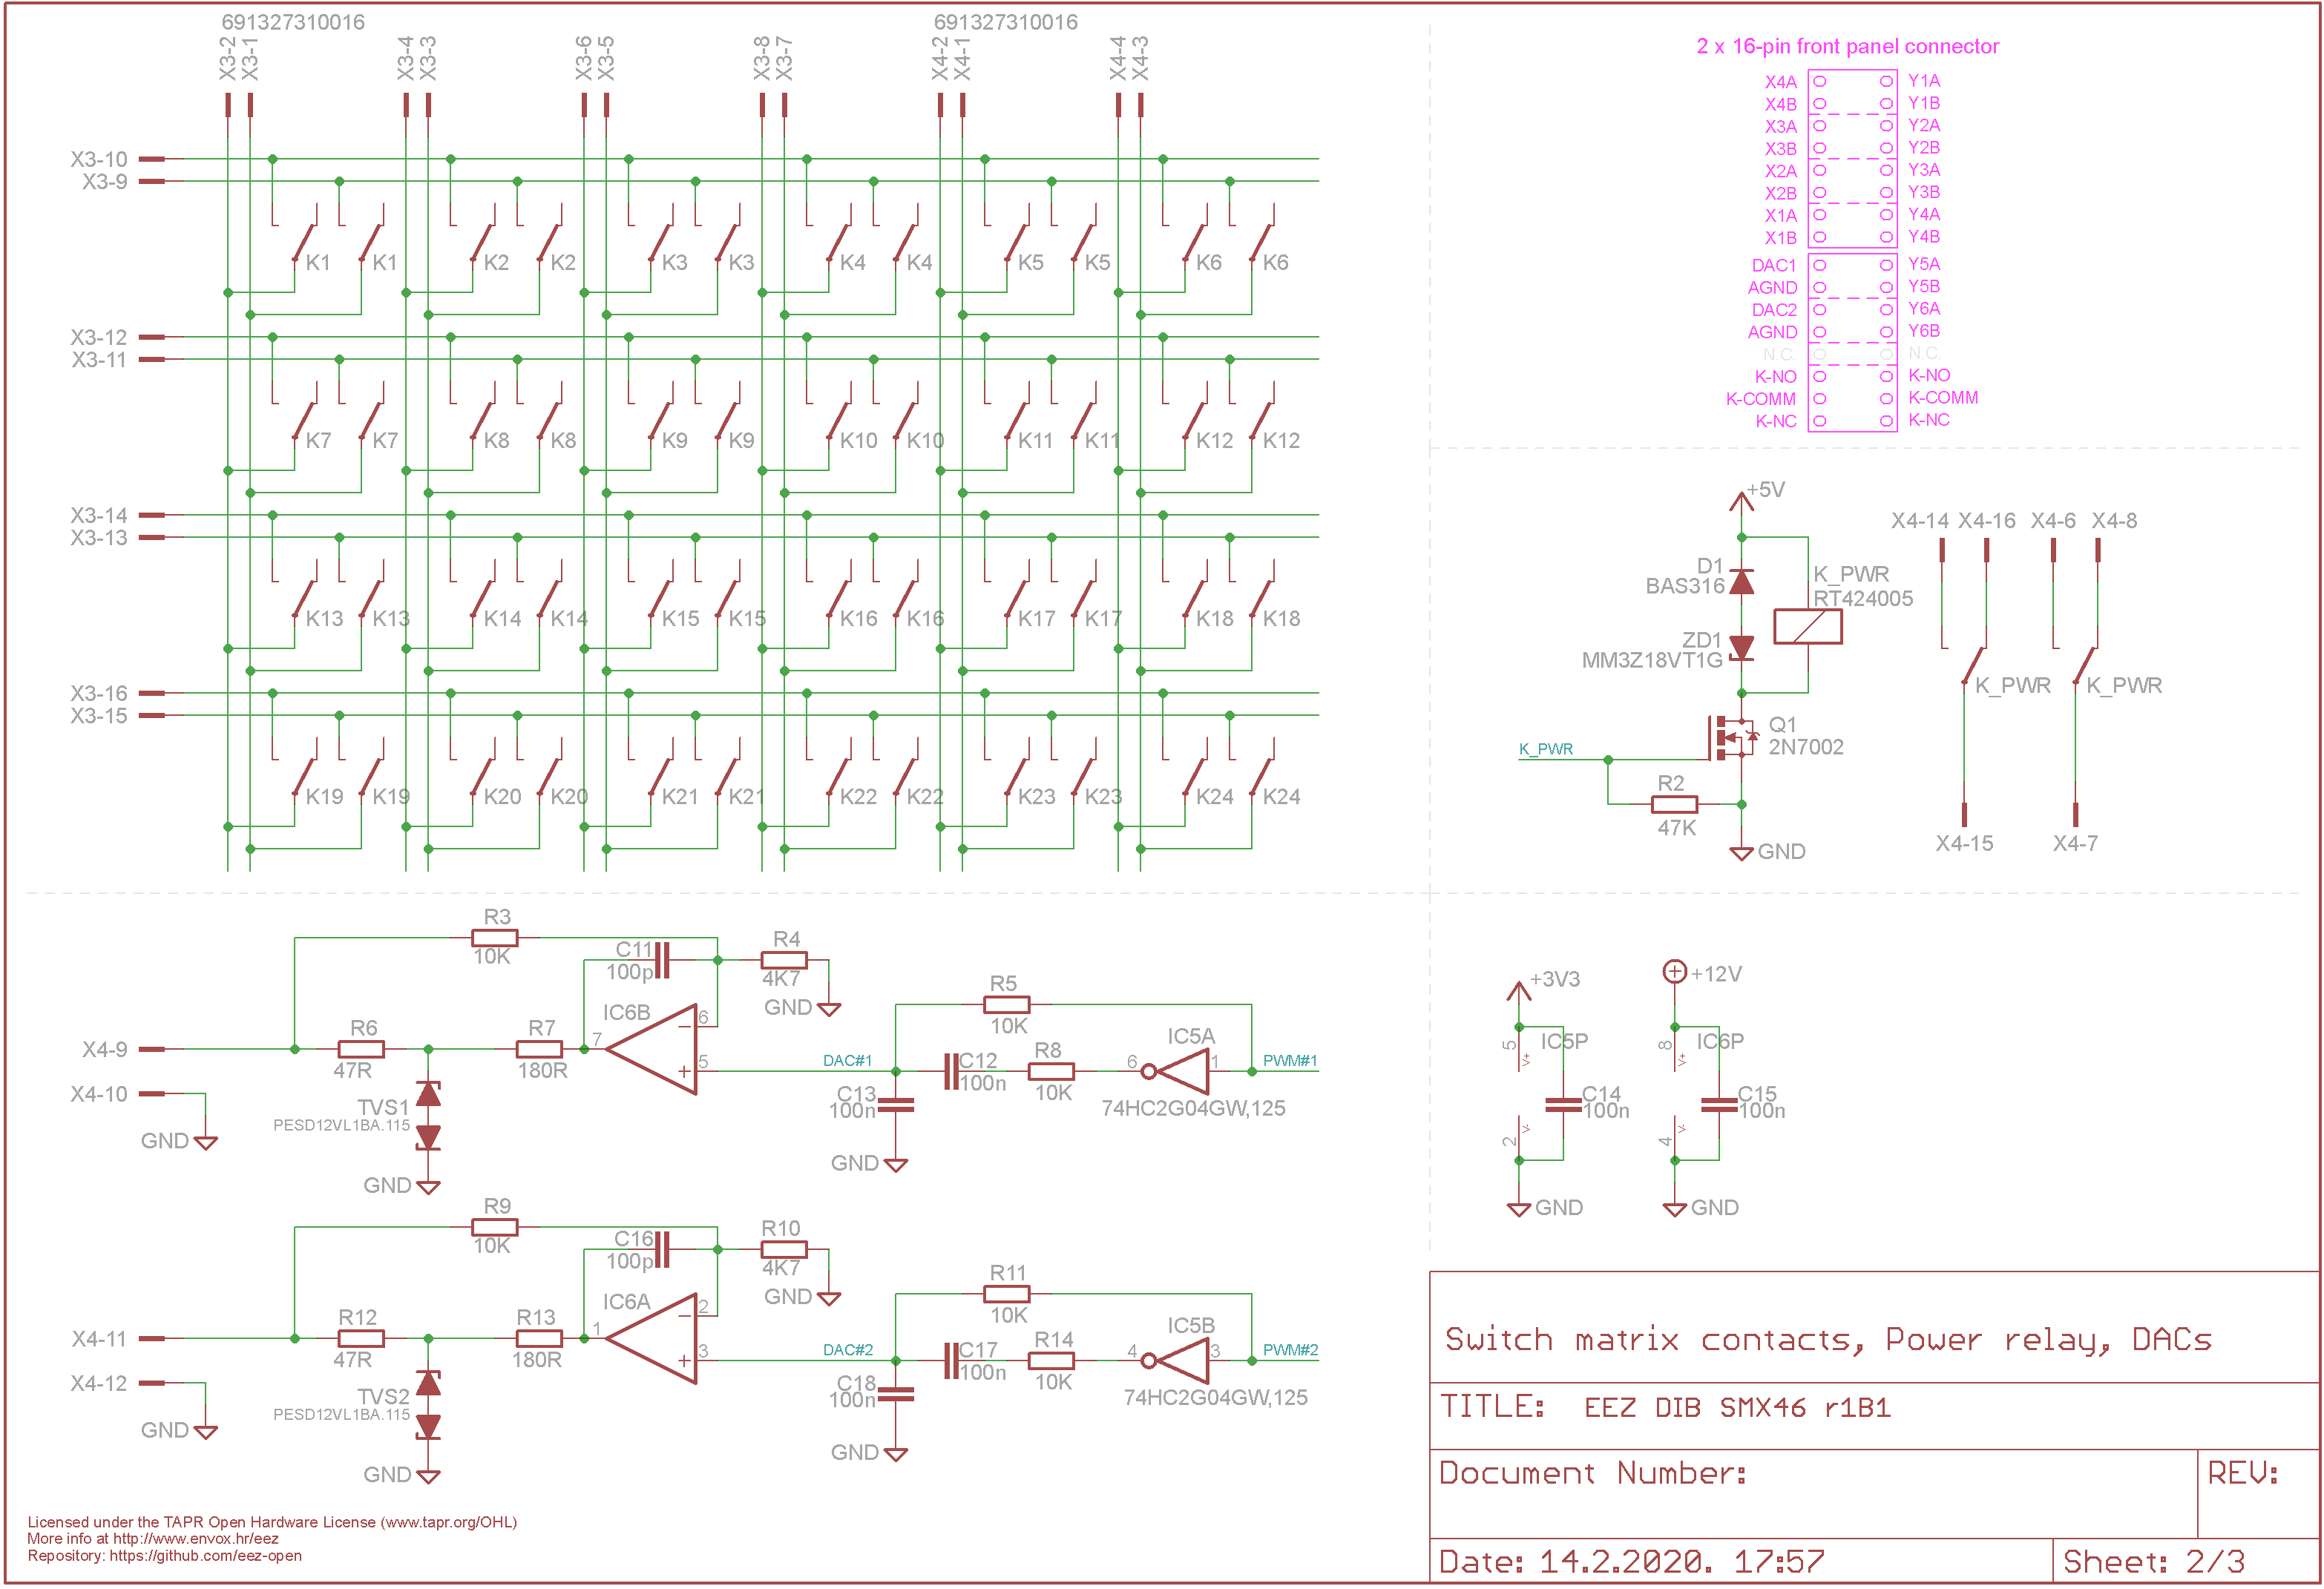 691327310016
691327310016
X3-2
X3-1
X3-4
X3-3
X3-6
X3-5
X3-8
X3-7
X4-2
X4-1
X4-4
X4-3
X3-10
X3-9
K1 K1 K2 K2 K3 K3 K4 K4 K5 K5 K6 K6
X3-12
X3-11
K7 K7 K8 K8 K9 K9 K10 K10 K11 K11 K12 K12
X3-14
X3-13
K13 K13 K14 K14 K15 K15 K16 K16 K17 K17 K18 K18
X3-16
X3-15
K19 K19 K20 K20 K21 K21 K22 K22 K23 K23 K24 K24
2 x 16-pin front panel connector
X4A Y1A
X4B Y1B
X3A Y2A
X3B Y2B
X2A Y3A
X2B Y3B
X1A Y4A
X1B Y4B
DAC1 Y5A
AGND Y5B
DAC2 Y6A
AGND Y6B
N.C. N.C.
K-NO K-NO
K-COMM K-COMM
K-NC K-NC
+5V
D1
BAS316
K_PWR
RT424005
ZD1
MM3Z18VT1G
Q1
2N7002
K_PWR
R2
47K
GND
X4-14 X4-16 X4-6 X4-8
K_PWR K_PWR
X4-15 X4-7
R3
10K
C11
100p
R4
4K7
GND
IC6B
7
6
5
R5
10K
IC5A
R6
47R
R7
180R
X4-9
DAC#1
C12
100n
R8
10K
6
1
PWM#1
74HC2G04GW,125
C13
100n
GND
X4-10
GND
TVS1
PESD12VL1BA.115
GND
R9
10K
C16
100p
R10
4K7
GND
IC6A
1
2
3
R11
10K
IC5B
R12
47R
R13
180R
X4-11
DAC#2
C17
100n
R14
10K
4
3
PWM#2
74HC2G04GW,125
C18
100n
GND
X4-12
GND
TVS2
PESD12VL1BA.115
GND
+3V3
IC5P
5
V+
C14
100n
2
V-
GND
+12V
IC6P
8
V+
C15
100n
4
V-
GND
Switch matrix contacts, Power relay, DACs
TITLE: EEZ DIB SMX46 r1B1
Document Number:
REV:
Date: 14.2.2020. 17:57
Sheet: 2/3
Licensed under the TAPR Open Hardware License (www.tapr.org/OHL)
More info at http://www.envox.hr/eez
Repository: https://github.com/eez-open